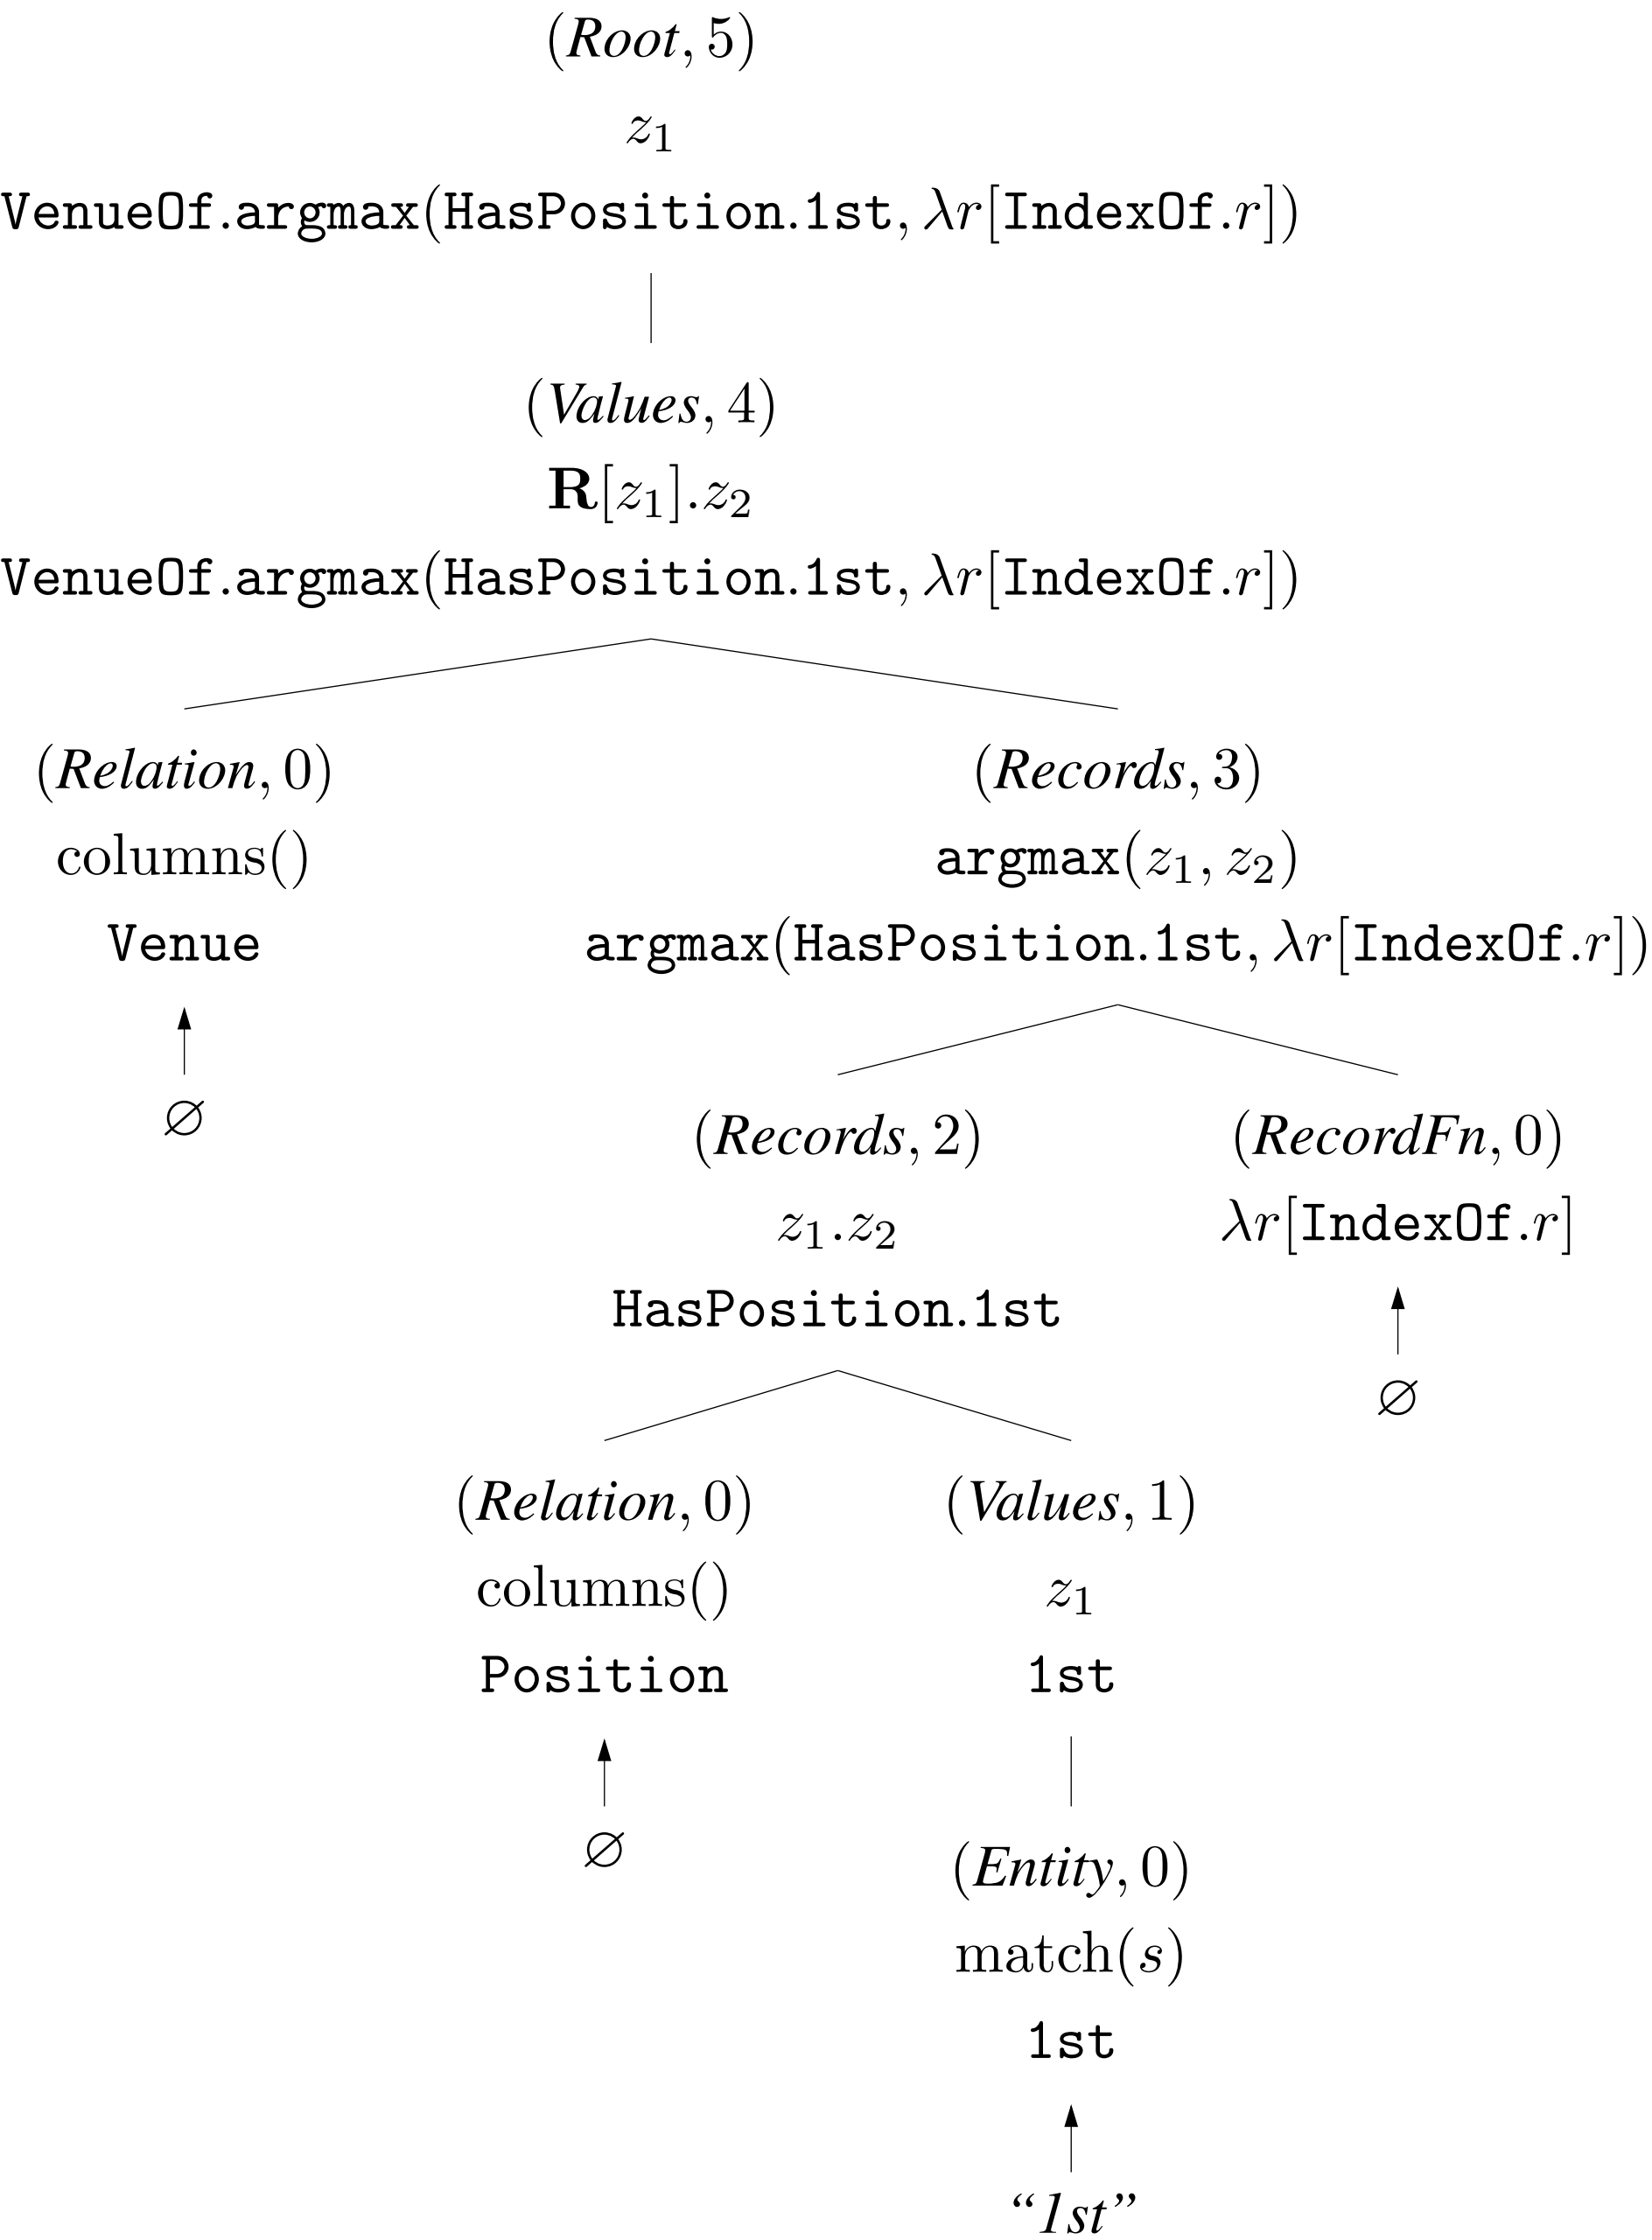 (Root, 5)
z₁
VenueOf.argmax(HasPosition.1st, λr[IndexOf.r])
(Values, 4)
R[z₁].z₂
VenueOf.argmax(HasPosition.1st, λr[IndexOf.r])
(Relation, 0) (Records, 3)
columns() argmax(z₁, z₂)
Venue argmax(HasPosition.1st, λr[IndexOf.r])
∅ (Records, 2) (RecordFn, 0)
z₁.z₂ λr[IndexOf.r]
HasPosition.1st
∅
(Relation, 0) (Values, 1)
columns() z₁
Position 1st
∅ (Entity, 0)
match(s)
1st
“1st”